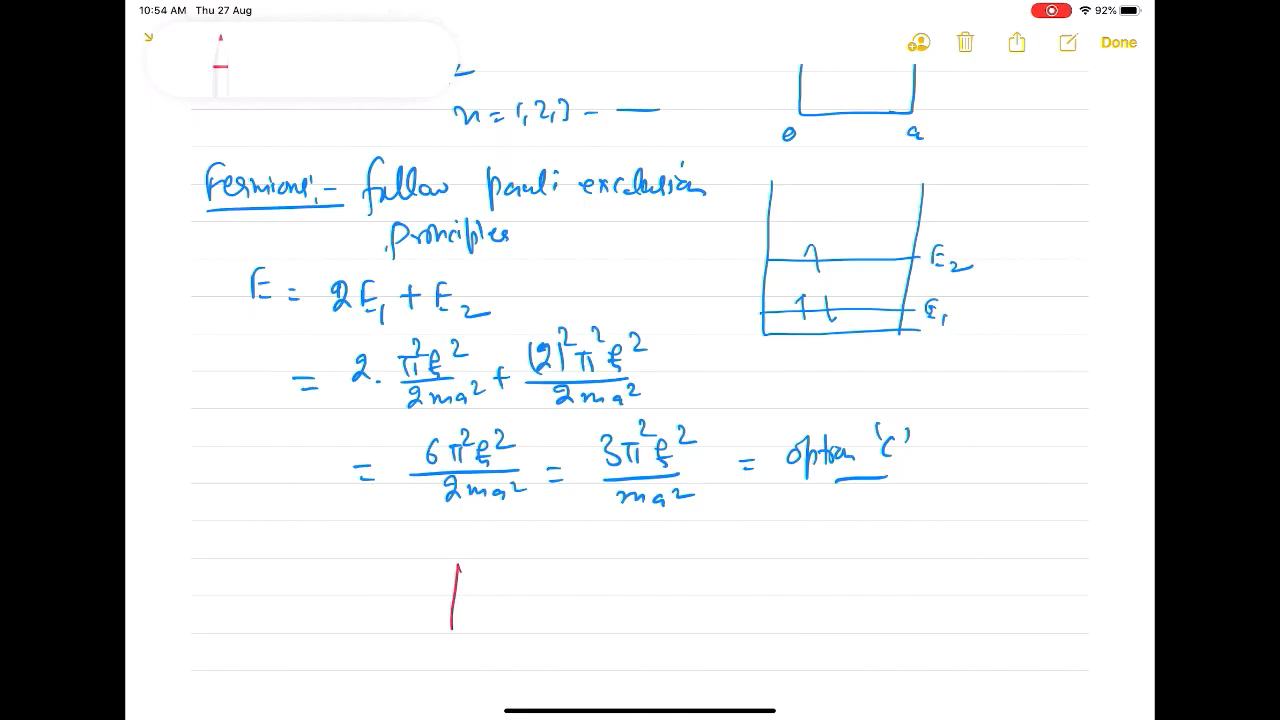 10:54 AM Thu 27 Aug
92%
Done
n = 1, 2, 3 - —
0 a
Fermions:- follow pauli exclusion
principles
E₂
E₁
E = 2E₁ + E₂
= 2. π²ħ²/2ma² + (2)²π²ħ²/2ma²
= 6π²ħ²/2ma² = 3π²ħ²/ma² = option 'c'